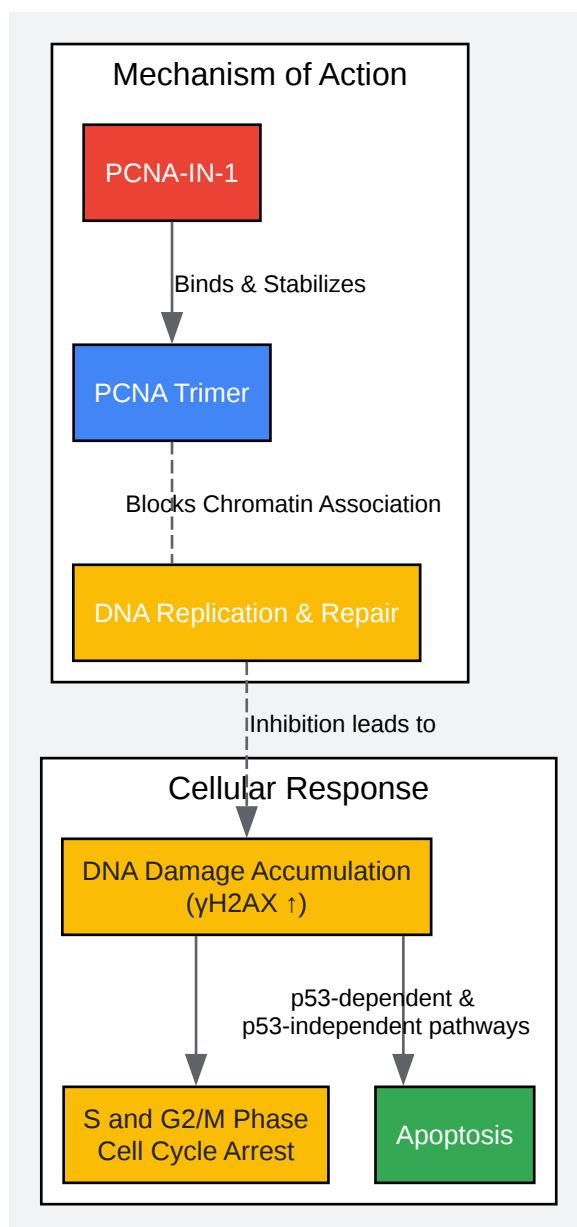 Mechanism of Action
PCNA-IN-1
Binds & Stabilizes
PCNA Trimer
Blocks Chromatin Association
DNA Replication & Repair
Inhibition leads to
Cellular Response
DNA Damage Accumulation
(γH2AX ↑)
p53-dependent &
p53-independent pathways
S and G2/M Phase
Cell Cycle Arrest
Apoptosis